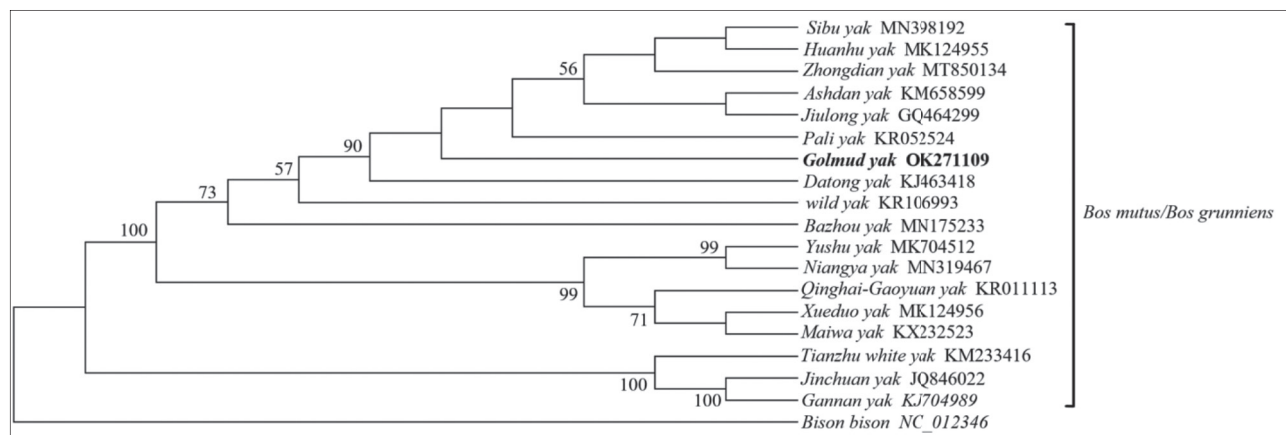 Sibu yak MN398192
Huanhu yak MK124955
Zhongdian yak MT850134
56
Ashdan yak KM658599
Jiulong yak GQ464299
Pali yak KR052524
90
Golmud yak OK271109
57
Datong yak KJ463418
73
wild yak KR106993
Bos mutus/Bos grunniens
100
Bazhou yak MN175233
99
Yushu yak MK704512
Niangya yak MN319467
99
Qinghai-Gaoyuan yak KR011113
71
Xueduo yak MK124956
Maiwa yak KX232523
Tianzhu white yak KM233416
100
Jinchuan yak JQ846022
100
Gannan yak KJ704989
Bison bison NC_012346